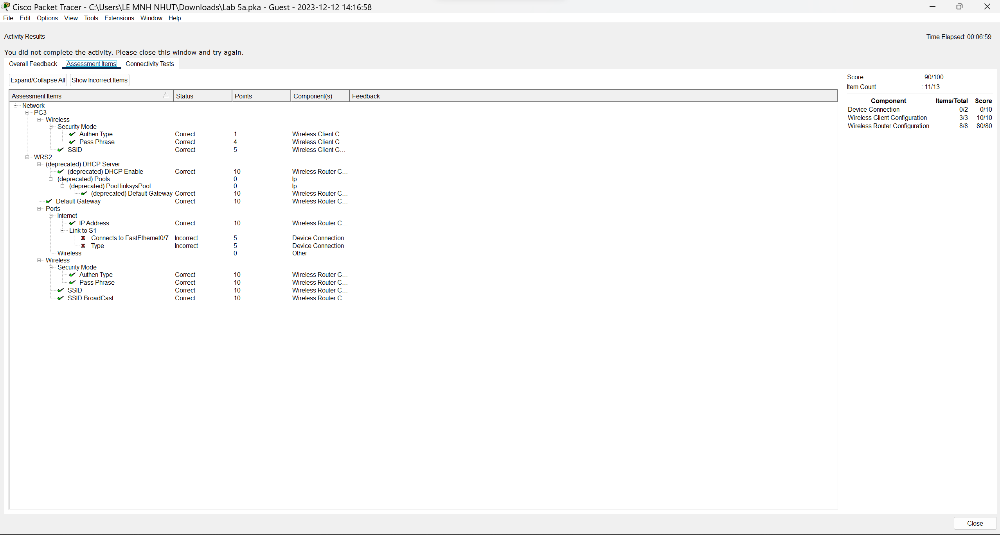 Cisco Packet Tracer - C:\Users\LE MNH NHUT\Downloads\Lab 5a.pka - Guest - 2023-12-12 14:16:58
File Edit Options View Tools Extensions Window Help
Activity Results
Time Elapsed: 00:06:59
You did not complete the activity. Please close this window and try again.
Overall Feedback Assessment Items Connectivity Tests
Expand/Collapse All Show Incorrect Items
Assessment Items Status Points Component(s) Feedback
Network
PC3
Wireless
Security Mode
Authen Type Correct 1 Wireless Client C...
Pass Phrase Correct 4 Wireless Client C...
SSID Correct 5 Wireless Client C...
WRS2
(deprecated) DHCP Server
(deprecated) DHCP Enable Correct 10 Wireless Router C...
(deprecated) Pools 0 Ip
(deprecated) Pool linksysPool 0 Ip
(deprecated) Default Gateway Correct 10 Wireless Router C...
Default Gateway Correct 10 Wireless Router C...
Ports
Internet
IP Address Correct 10 Wireless Router C...
Link to S1
Connects to FastEthernet0/7 Incorrect 5 Device Connection
Type Incorrect 5 Device Connection
Wireless 0 Other
Wireless
Security Mode
Authen Type Correct 10 Wireless Router C...
Pass Phrase Correct 10 Wireless Router C...
SSID Correct 10 Wireless Router C...
SSID BroadCast Correct 10 Wireless Router C...
Score : 90/100
Item Count : 11/13
Component Items/Total Score
Device Connection 0/2 0/10
Wireless Client Configuration 3/3 10/10
Wireless Router Configuration 8/8 80/80
Close